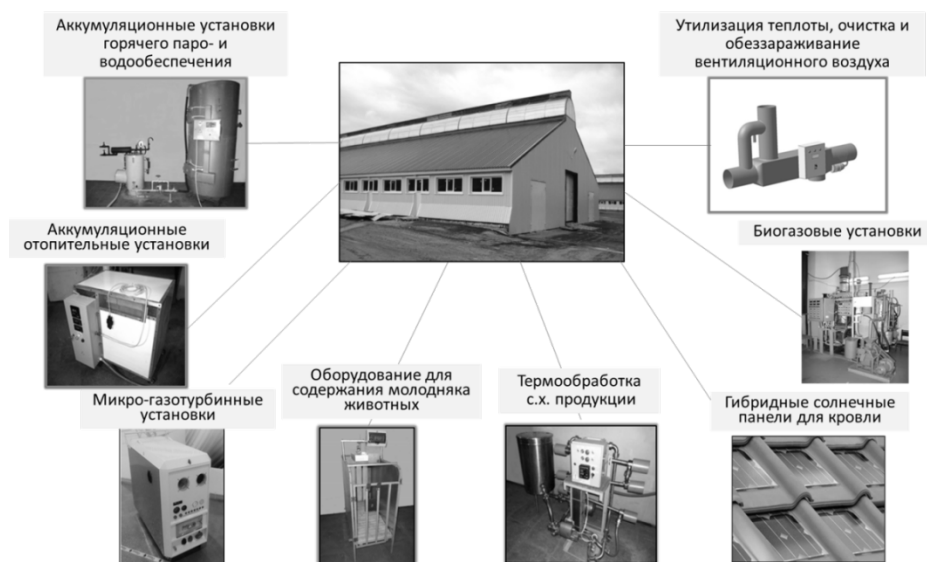 Аккумуляционные установки
горячего паро- и
водообеспечения
Утилизация теплоты, очистка и
обеззараживание
вентиляционного воздуха
Аккумуляционные
отопительные установки
Биогазовые установки
Микро-газотурбинные
установки
Оборудование для
содержания молодняка
животных
Термообработка
с.х. продукции
Гибридные солнечные
панели для кровли